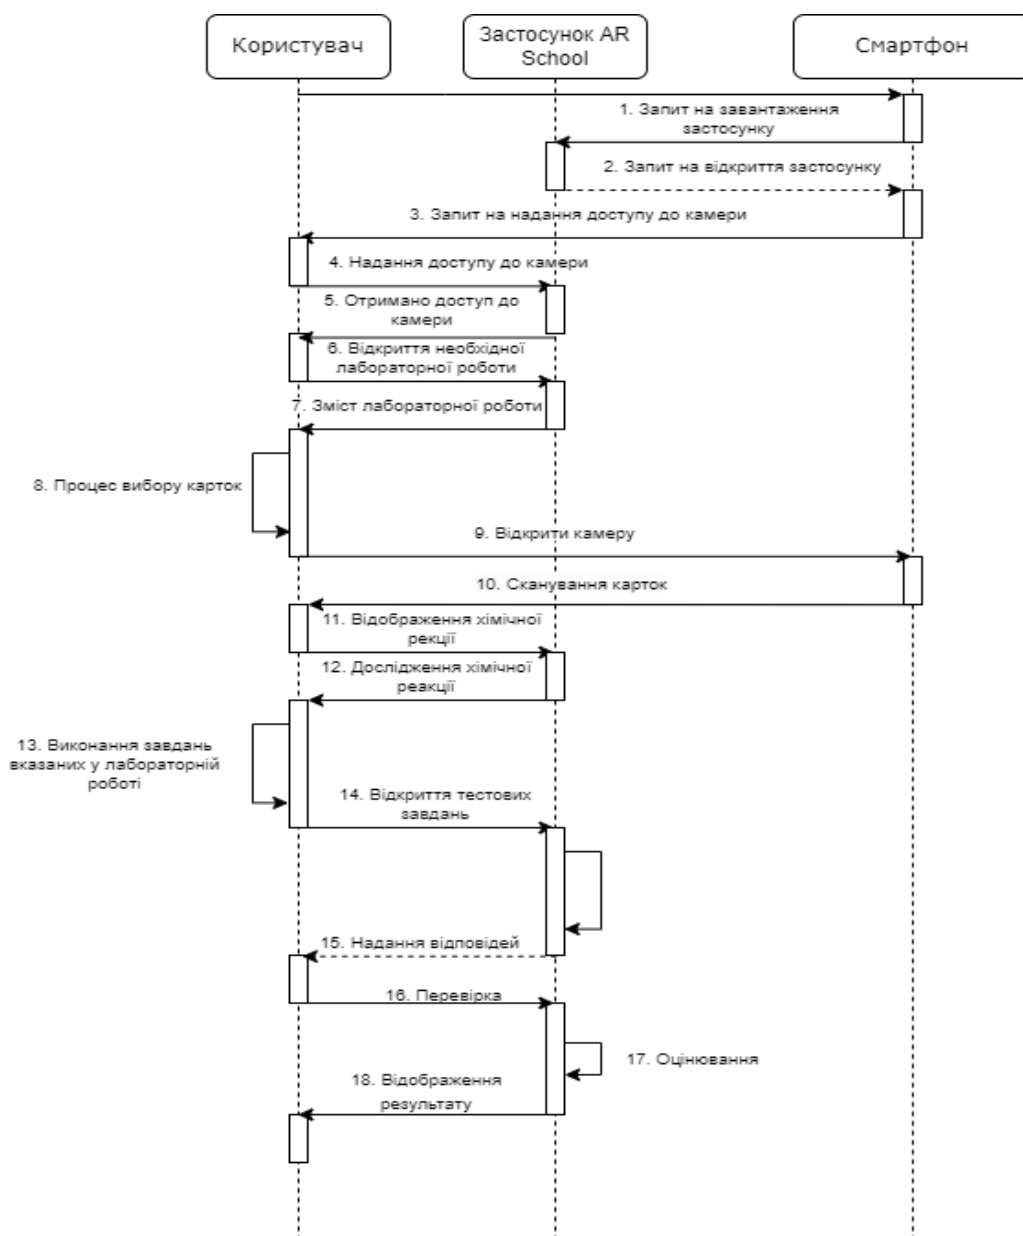 Користувач
Застосунок AR
School
Смартфон
1. Запит на завантаження
застосунку
2. Запит на відкриття застосунку
3. Запит на надання доступу до камери
4. Надання доступу до камери
5. Отримано доступ до
камери
6. Відкриття необхідної
лабораторної роботи
7. Зміст лабораторної роботи
8. Процес вибору карток
9. Відкрити камеру
10. Сканування карток
11. Відображення хімічної
рекції
12. Дослідження хімічної
реакції
13. Виконання завдань
вказаних у лабораторній
роботі
14. Відкриття тестових
завдань
15. Надання відповідей
16. Перевірка
17. Оцінювання
18. Відображення
результату